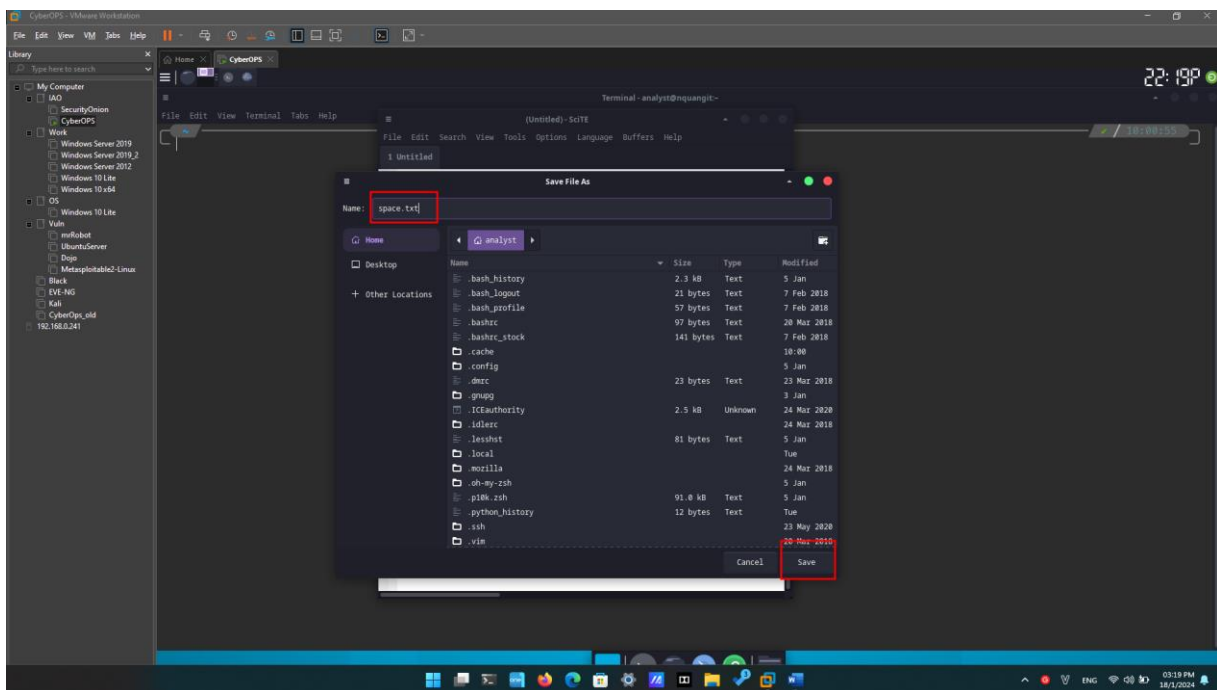 CyberOPS - VMware Workstation
File Edit View VM Tabs Help
Library
Type here to search
My Computer
IAO
SecurityOnion
CyberOPS
Work
Windows Server 2019
Windows Server 2019_2
Windows Server 2012
Windows 10 Lite
Windows 10 x64
OS
Windows 10 Lite
Vuln
mrRobot
UbuntuServer
Dojo
Metasploitable2-Linux
Black
EVE-NG
Kali
CyberOps_old
192.168.0.241
Home CyberOPS
22:19P
Terminal - analyst@nquangit:~
File Edit View Terminal Tabs Help
~ 10:00:55
(Untitled) - SciTE
File Edit Search View Tools Options Language Buffers Help
1 Untitled
Save File As
Name: space.txt
Home
Desktop
+ Other Locations
analyst
Name Size Type Modified
.bash_history 2.3 kB Text 5 Jan
.bash_logout 21 bytes Text 7 Feb 2018
.bash_profile 57 bytes Text 7 Feb 2018
.bashrc 97 bytes Text 20 Mar 2018
.bashrc_stock 141 bytes Text 7 Feb 2018
.cache 10:00
.config 5 Jan
.dmrc 23 bytes Text 23 Mar 2018
.gnupg 3 Jan
.ICEauthority 2.5 kB Unknown 24 Mar 2020
.idlerc 24 Mar 2018
.lesshst 81 bytes Text 5 Jan
.local Tue
.mozilla 24 Mar 2018
.oh-my-zsh 5 Jan
.p10k.zsh 91.0 kB Text 5 Jan
.python_history 12 bytes Text Tue
.ssh 23 May 2020
.vim 20 Mar 2018
Cancel Save
ENG 03:19 PM
18/1/2024